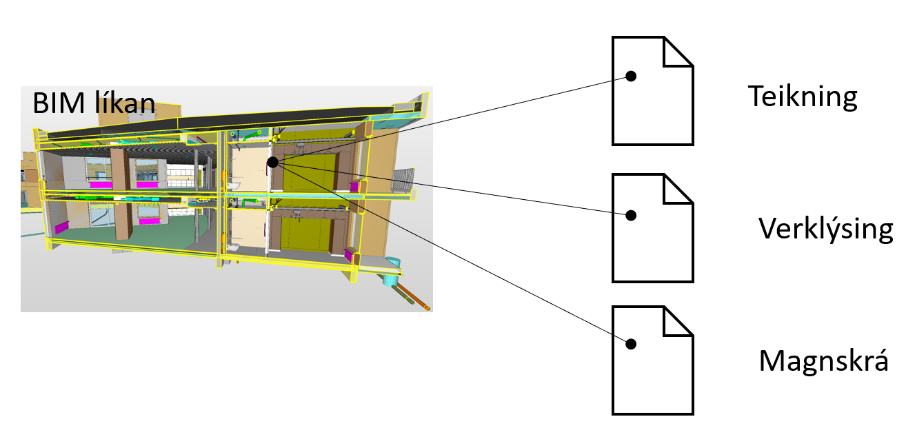 BIM líkan
Teikning
Verklýsing
Magnskrá